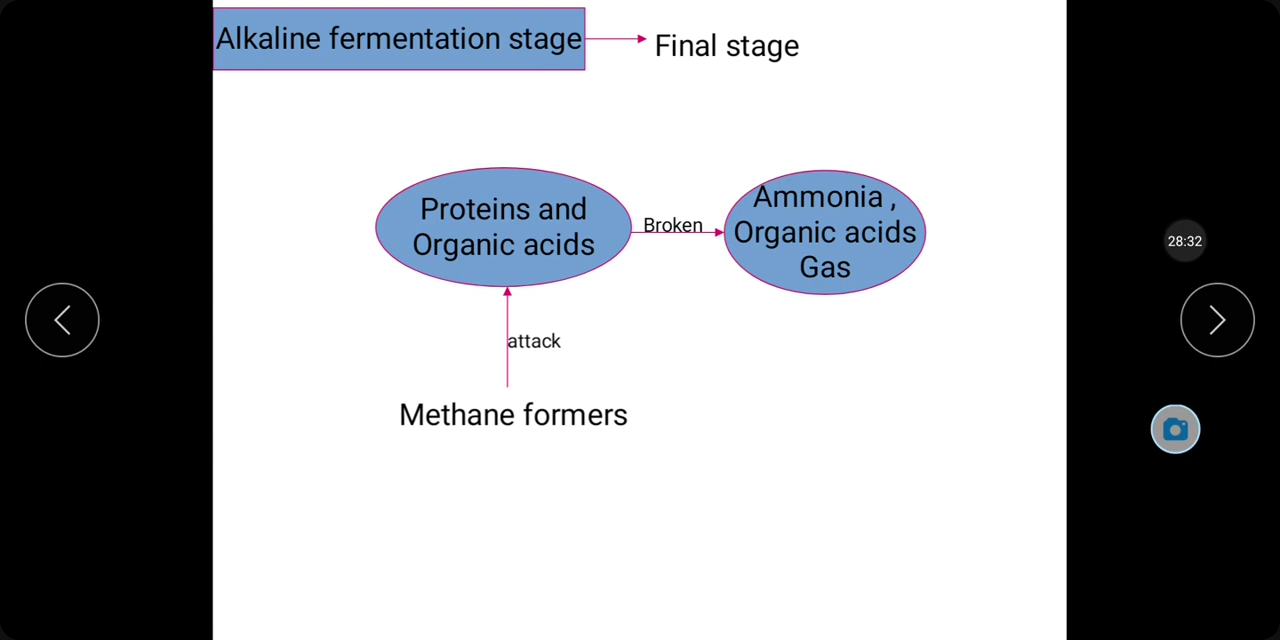 Alkaline fermentation stage
Final stage
Proteins and
Organic acids
Broken
Ammonia ,
Organic acids
Gas
attack
Methane formers
28:32